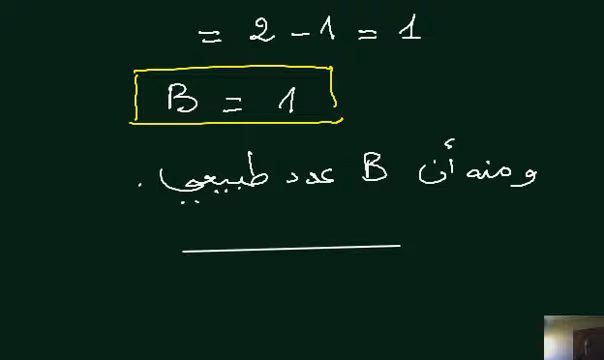 = 2 - 1 = 1
B = 1
ومنه أن B عدد طبيعي .